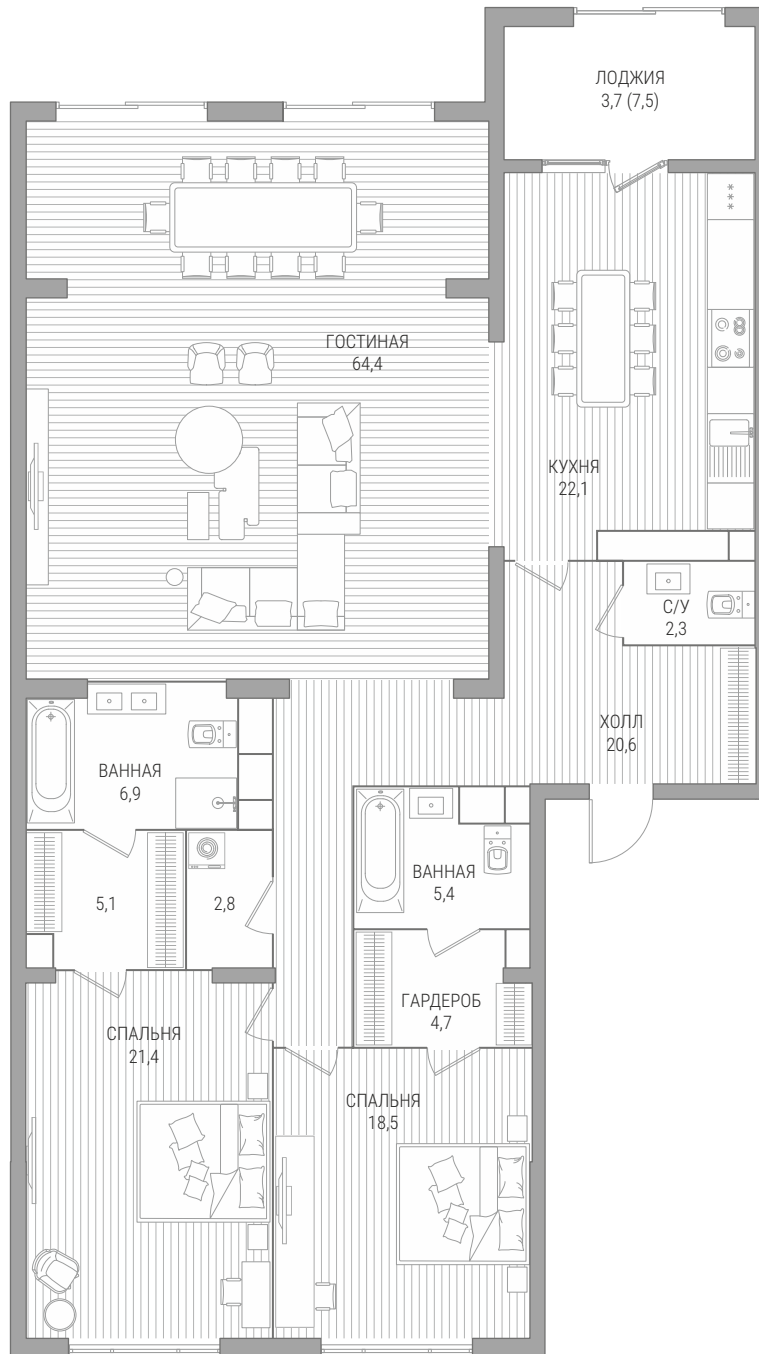 ЛОДЖИЯ
3,7 (7,5)
ГОСТИНАЯ
64,4
КУХНЯ
22,1
С/У
2,3
ХОЛЛ
20,6
ВАННАЯ
6,9
ВАННАЯ
5,4
5,1
2,8
ГАРДЕРОБ
4,7
СПАЛЬНЯ
21,4
СПАЛЬНЯ
18,5